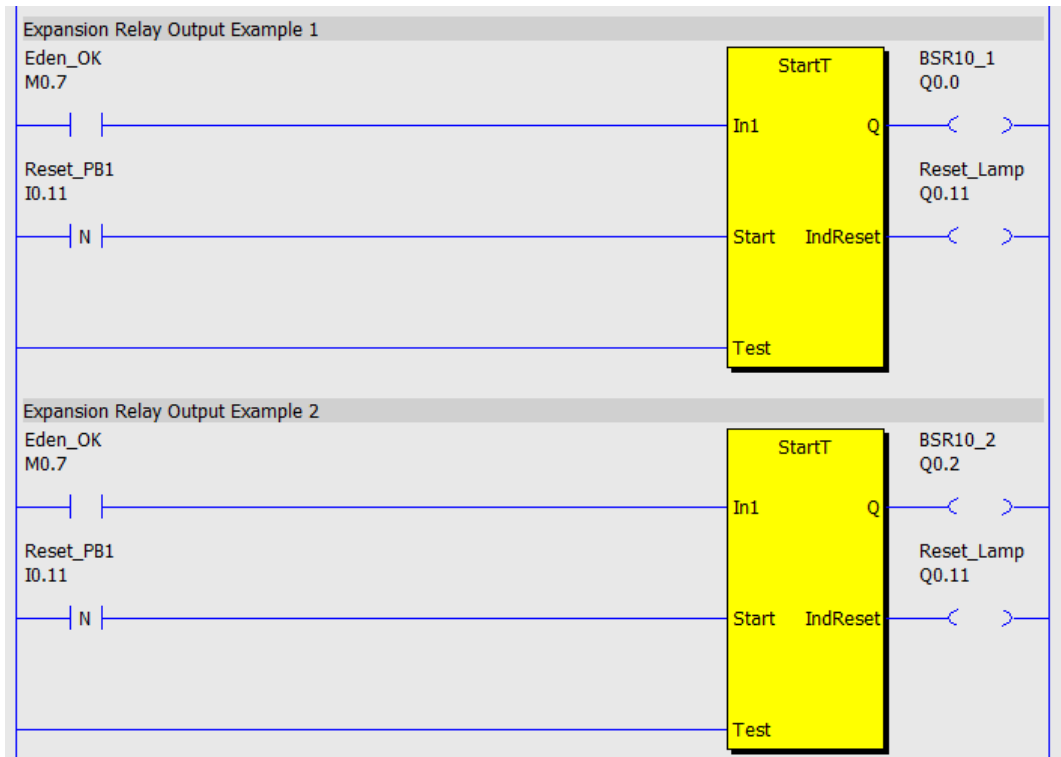 Expansion Relay Output Example 1
Eden_OK
M0.7
StartT
BSR10_1
Q0.0
In1 Q
Reset_PB1
I0.11
Reset_Lamp
Q0.11
N
Start IndReset
Test
Expansion Relay Output Example 2
Eden_OK
M0.7
StartT
BSR10_2
Q0.2
In1 Q
Reset_PB1
I0.11
Reset_Lamp
Q0.11
N
Start IndReset
Test